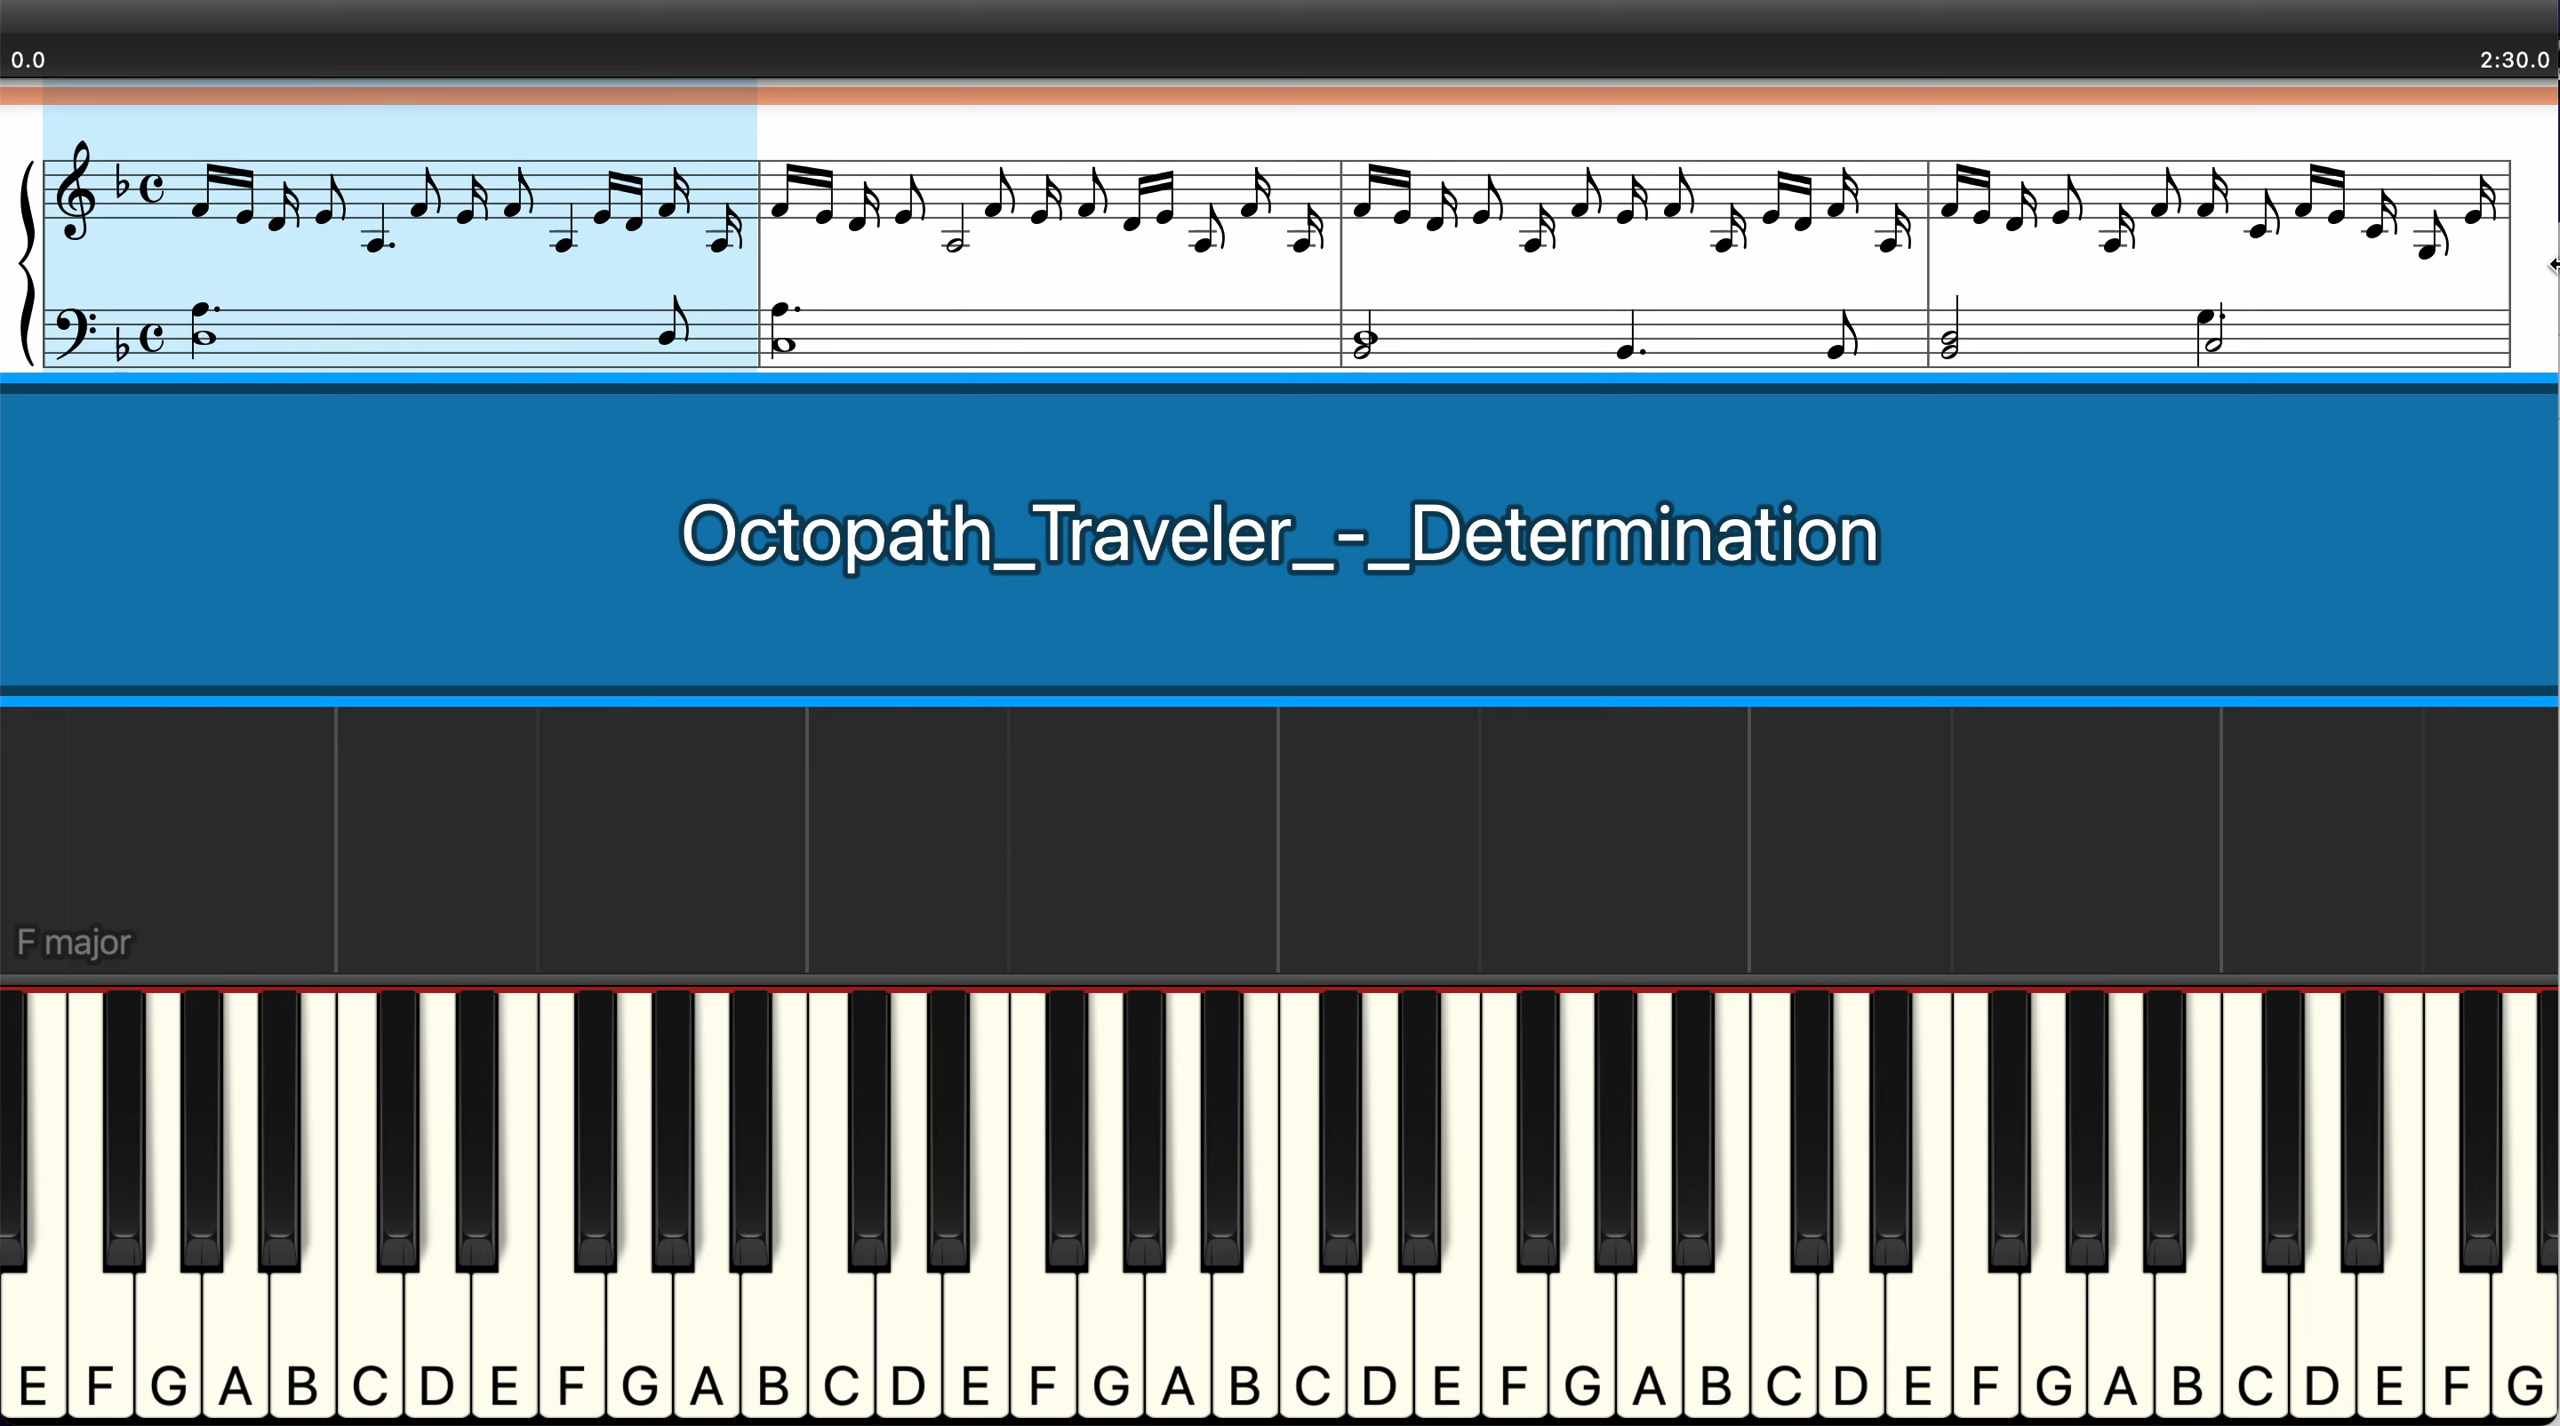 0.0 2:30.0
Octopath_Traveler_-_Determination
F major
E F G A B C D E F G A B C D E F G A B C D E F G A B C D E F G A B C D E F G